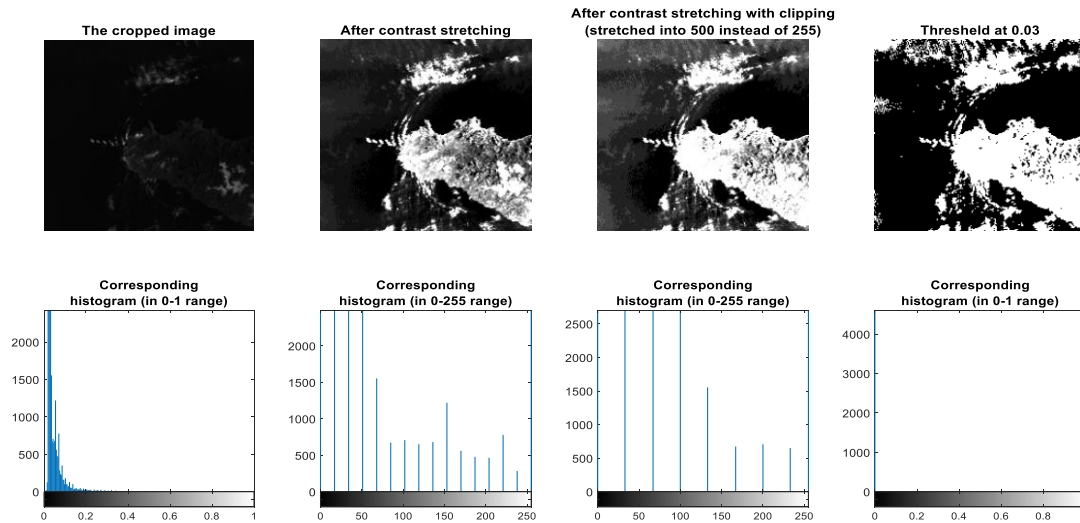 The cropped image
After contrast stretching
After contrast stretching with clipping
(stretched into 500 instead of 255)
Thresheld at 0.03
Corresponding
histogram (in 0-1 range)
2000
1500
1000
500
0
0 0.2 0.4 0.6 0.8 1
Corresponding
histogram (in 0-255 range)
2000
1500
1000
500
0
0 50 100 150 200 250
Corresponding
histogram (in 0-255 range)
2500
2000
1500
1000
500
0
0 50 100 150 200 250
Corresponding
histogram (in 0-1 range)
4000
3000
2000
1000
0
0 0.2 0.4 0.6 0.8